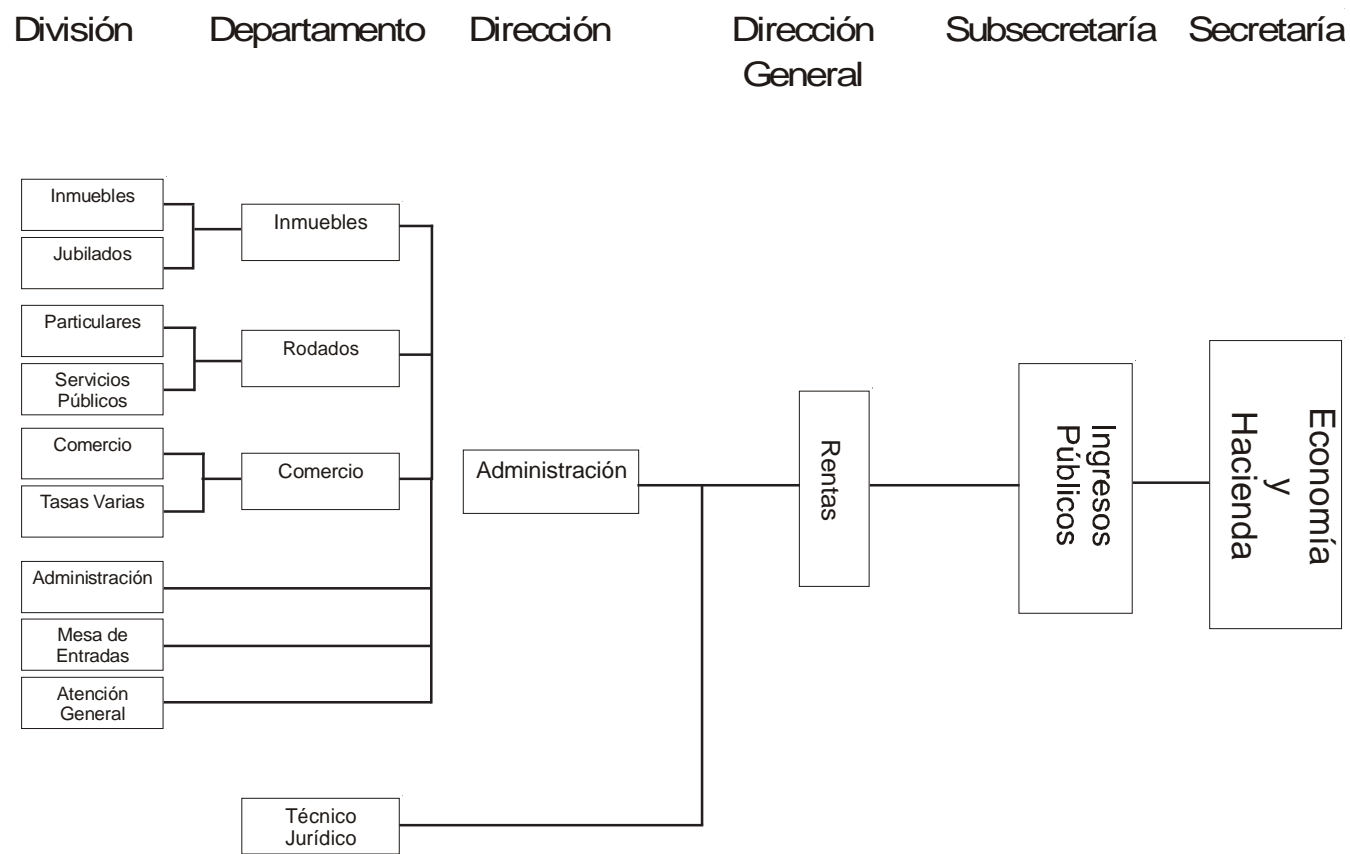 División
Departamento
Dirección
Dirección
General
Subsecretaría
Secretaría
Inmuebles
Jubilados
Particulares
Servicios
Públicos
Comercio
Tasas Varias
Administración
Mesa de
Entradas
Atención
General
Inmuebles
Rodados
Comercio
Técnico
Jurídico
Administración
Rentas
Ingresos
Públicos
Economía
y
Hacienda